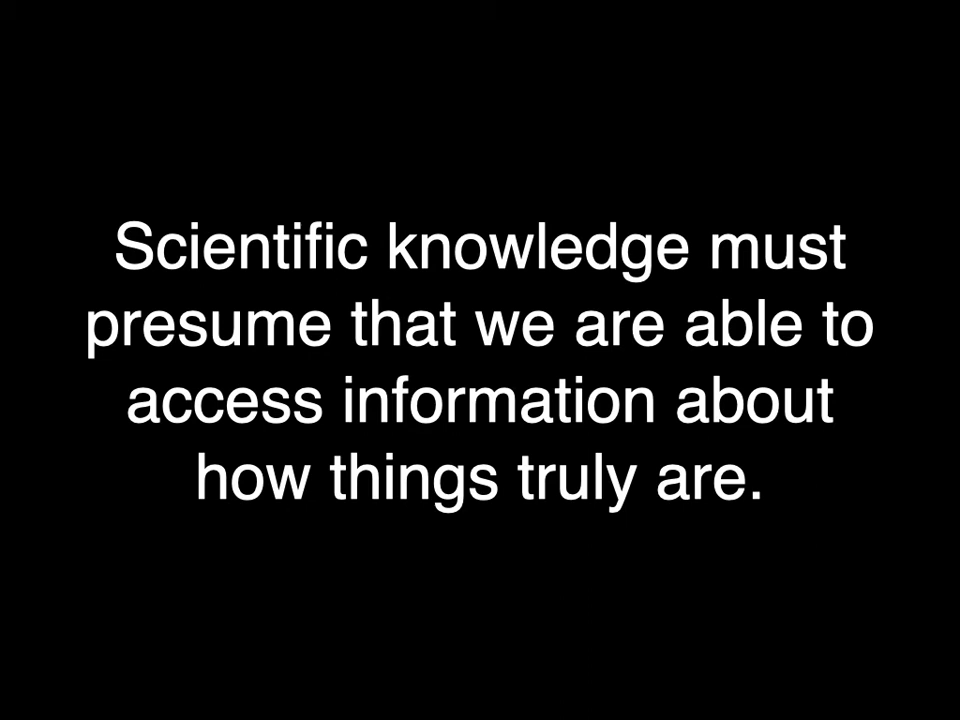 Scientific knowledge must
presume that we are able to
access information about
how things truly are.